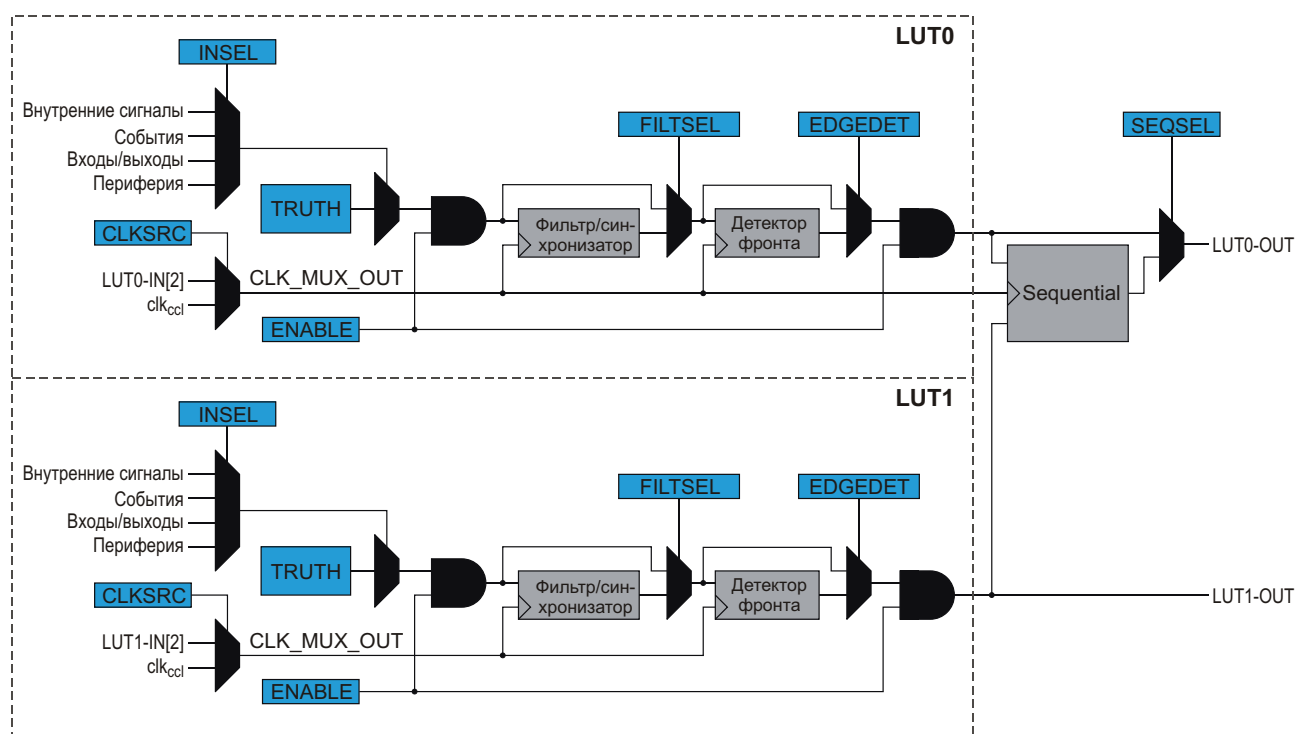 LUT0
INSEL
Внутренние сигналы
События
Входы/выходы
Периферия
FILTSEL
EDGEDET
SEQSEL
TRUTH
Фильтр/син-
хронизатор
Детектор
фронта
CLKSRC
LUT0-IN[2]
clkccl
CLK_MUX_OUT
ENABLE
Sequential
LUT0-OUT
LUT1
INSEL
Внутренние сигналы
События
Входы/выходы
Периферия
FILTSEL
EDGEDET
TRUTH
Фильтр/син-
хронизатор
Детектор
фронта
CLKSRC
LUT1-IN[2]
clkccl
CLK_MUX_OUT
ENABLE
LUT1-OUT